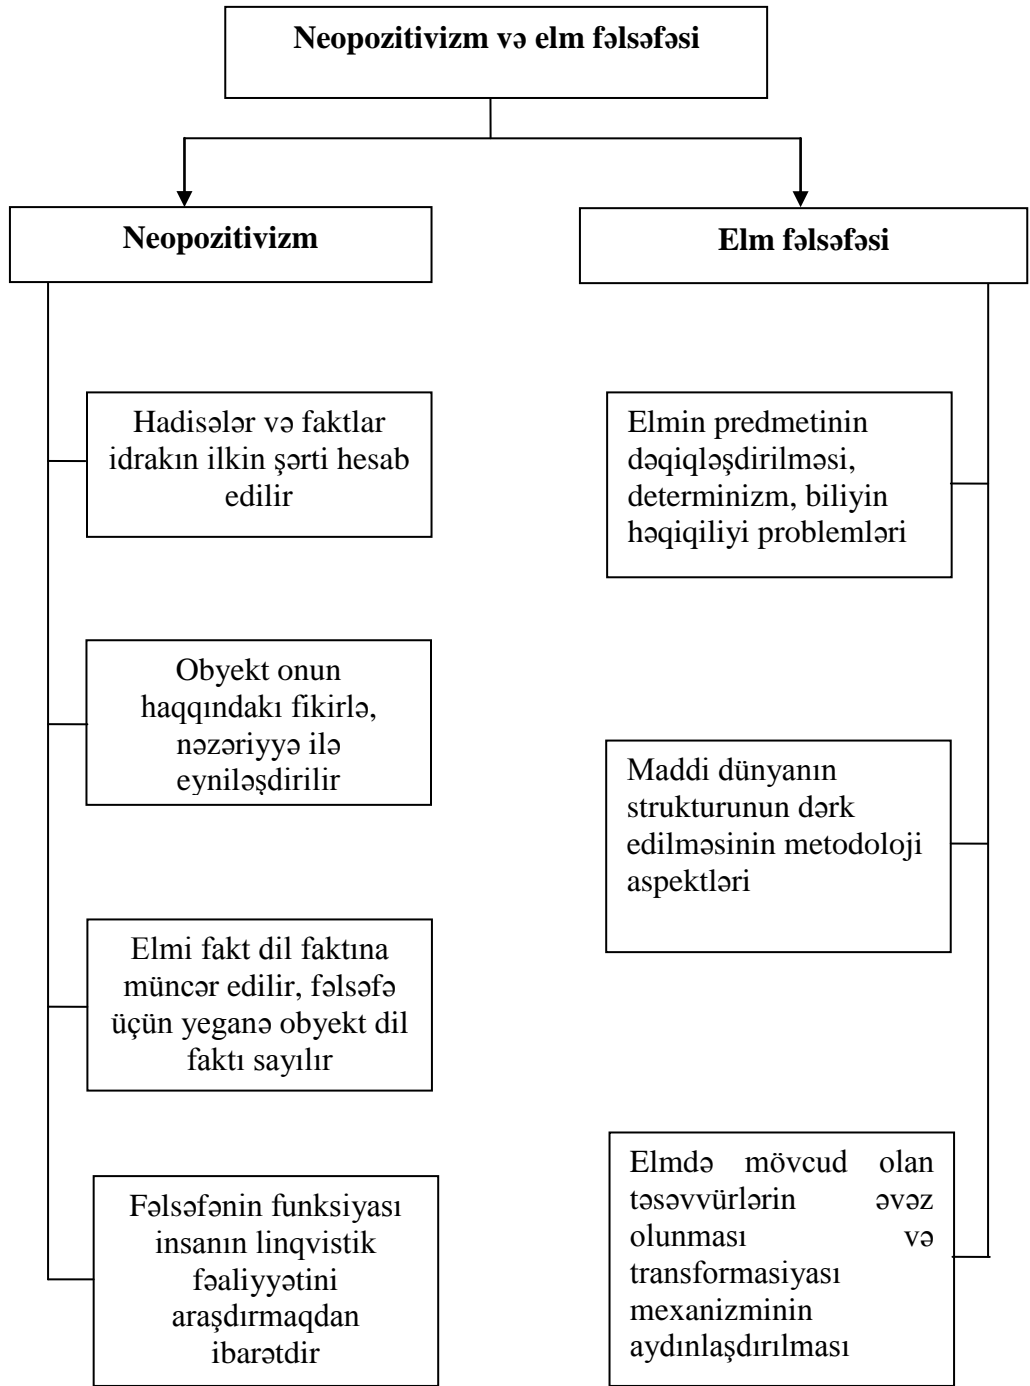 Neopozitivizm və elm fəlsəfəsi
Neopozitivizm
Hadisələr və faktlar
idrakın ilkin şərti hesab
edilir
Obyekt onun
haqqındakı fikirlə,
nəzəriyyə ilə
eyniləşdirilir
Elmi fakt dil faktına
müncər edilir, fəlsəfə
üçün yeganə obyekt dil
faktı sayılır
Fəlsəfənin funksiyası
insanın linqvistik
fəaliyyətini
araşdırmaqdan
ibarətdir
Elm fəlsəfəsi
Elmin predmetinin
dəqiqləşdirilməsi,
determinizm, biliyin
həqiqiliyi problemləri
Maddi dünyanın
strukturunun dərk
edilməsinin metodoloji
aspektləri
Elmdə mövcud olan
təsəvvürlərin əvəz
olunması və
transformasiyası
mexanizminin
aydınlaşdırılması